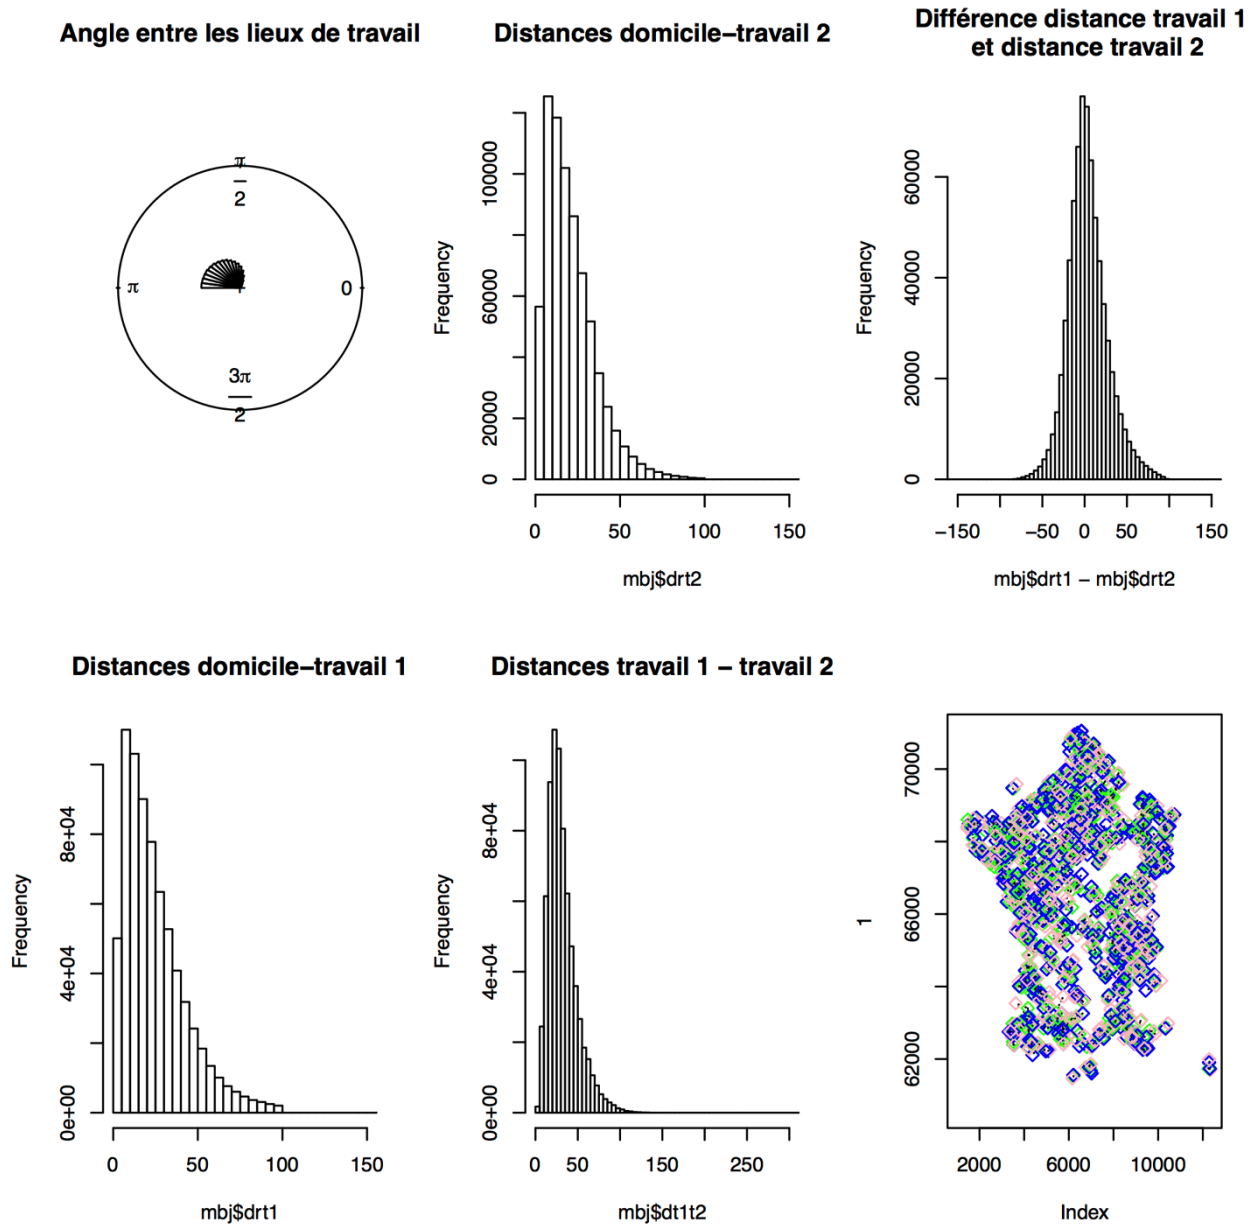 Angle entre les lieux de travail
π
2
π
0
3π
2
Distances domicile–travail 2
Frequency
100000
60000
20000
0
0 50 100 150
mbj$drt2
Différence distance travail 1
et distance travail 2
Frequency
60000
40000
20000
0
−150 −50 0 50 150
mbj$drt1 − mbj$drt2
Distances domicile–travail 1
Frequency
8e+04
4e+04
0e+00
0 50 100 150
mbj$drt1
Distances travail 1 – travail 2
Frequency
8e+04
4e+04
0e+00
0 50 150 250
mbj$dt1t2
1
70000
66000
62000
2000 6000 10000
Index